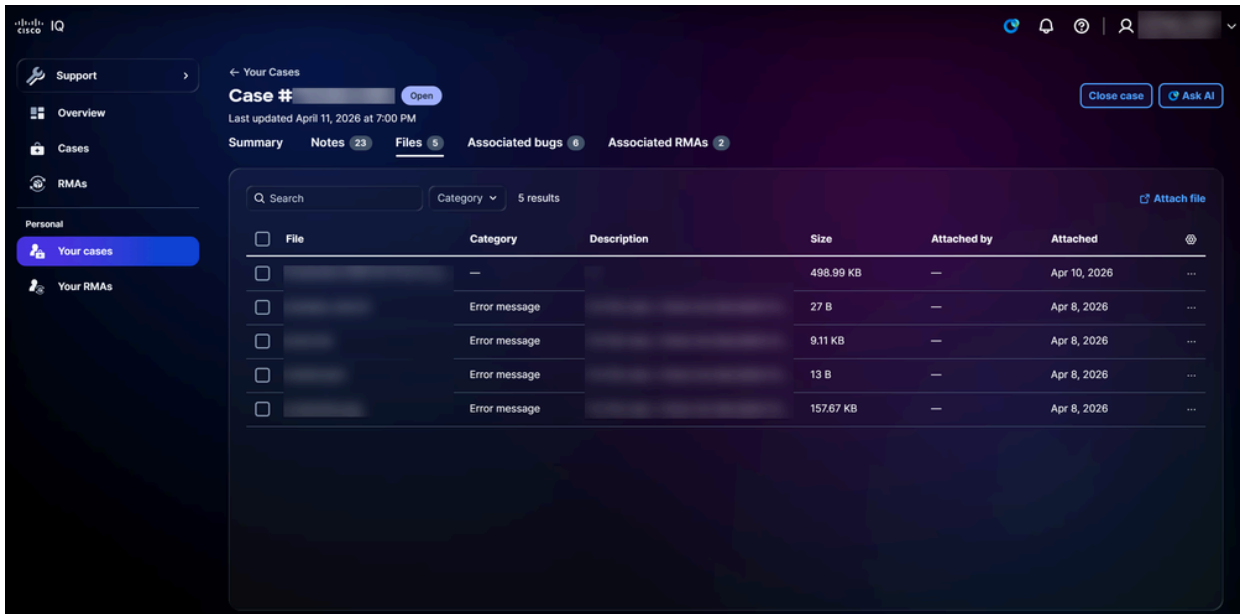 cisco IQ
Support
Overview
Cases
RMAs
Personal
Your cases
Your RMAs
← Your Cases
Case # Open
Last updated April 11, 2026 at 7:00 PM
Close case Ask AI
Summary Notes 23 Files 5 Associated bugs 6 Associated RMAs 2
Search Category 5 results Attach file
File Category Description Size Attached by Attached
— 498.99 KB — Apr 10, 2026 ...
Error message 27 B — Apr 8, 2026 ...
Error message 9.11 KB — Apr 8, 2026 ...
Error message 13 B — Apr 8, 2026 ...
Error message 157.67 KB — Apr 8, 2026 ...